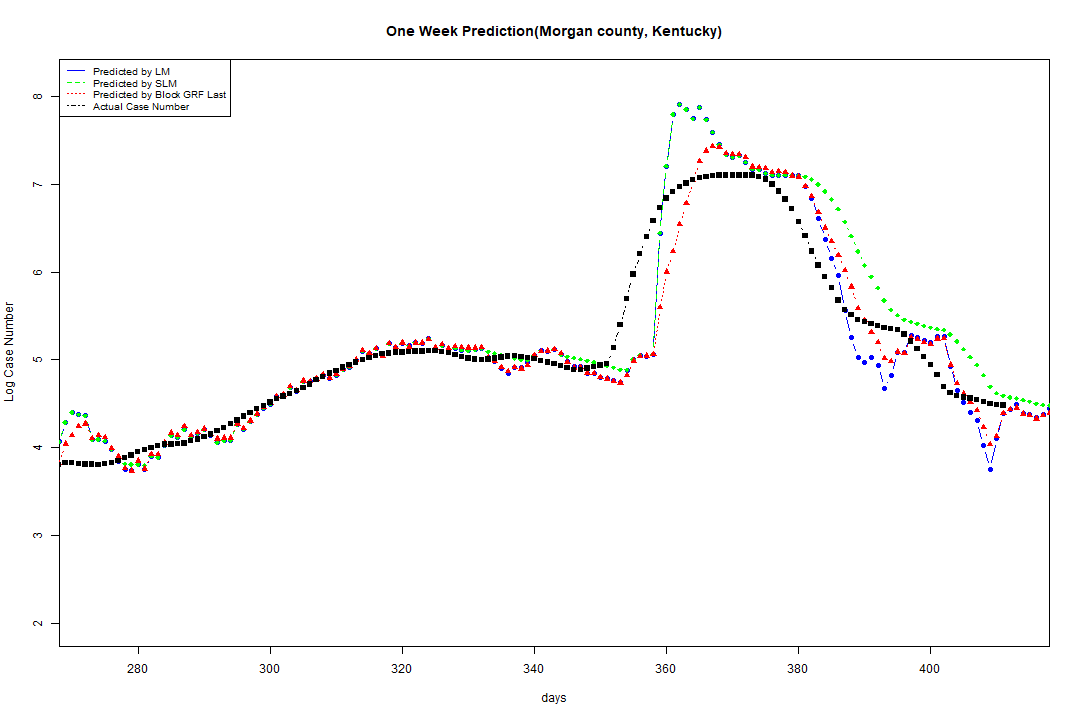 One Week Prediction(Morgan county, Kentucky)
Predicted by LM
Predicted by SLM
Predicted by Block GRF Last
Actual Case Number
Log Case Number
8
7
6
5
4
3
2
280 300 320 340 360 380 400
days